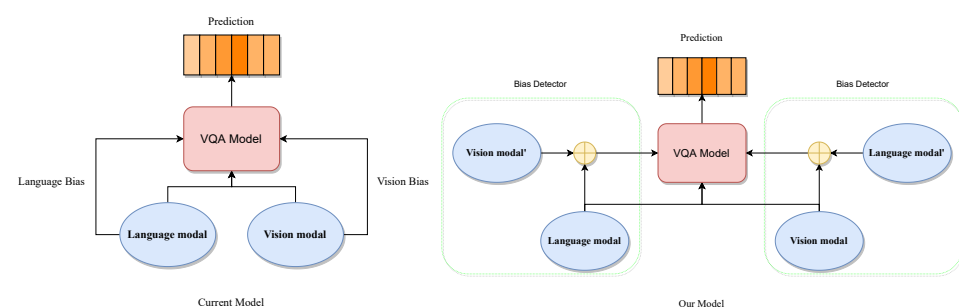 Prediction
VQA Model
Language Bias
Vision Bias
Language modal
Vision modal
Current Model
Prediction
Bias Detector
Bias Detector
Vision modal'
VQA Model
Language modal'
Language modal
Vision modal
Our Model